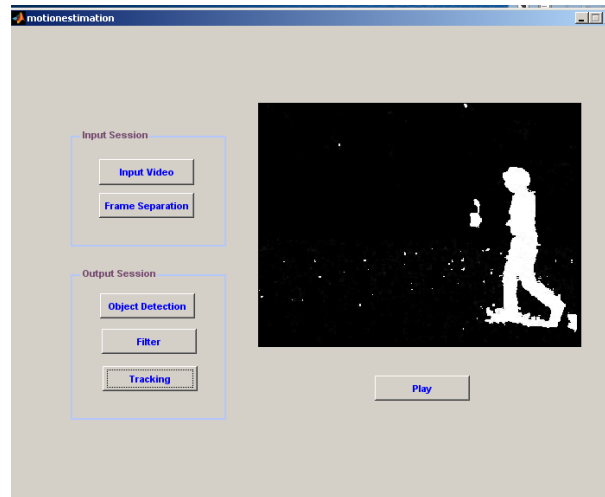 motionestimation
Input Session
Input Video
Frame Separation
Output Session
Object Detection
Filter
Tracking
Play